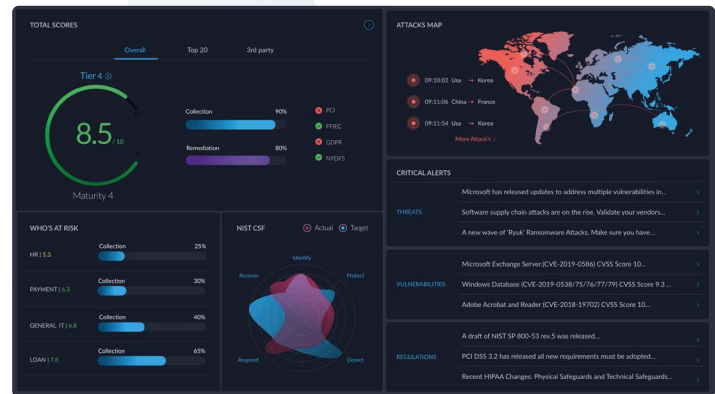 TOTAL SCORES
Overall
Top 20
3rd party
Tier 4
8.5 / 10
Maturity 4
Collection 90%
Remediation 80%
PCI
FFIEC
GDPR
NYDFS
WHO'S AT RISK
HR | 5.3
Collection 25%
PAYMENT | 6.3
Collection 30%
GENERAL IT | 6.8
Collection 40%
LOAN | 7.8
Collection 65%
NIST CSF
Actual
Target
Identify
Recover
Protect
Respond
Detect
ATTACKS MAP
09:10:02 Usa → Korea
09:11:06 China → France
09:11:54 Usa → Korea
More Attack's >
CRITICAL ALERTS
THREATS
Microsoft has released updates to address multiple vulnerabilities in...
Software supply chain attacks are on the rise. Validate your vendors...
A new wave of 'Ryuk' Ransomware Attacks. Make sure you have...
VULNERABILITIES
Microsoft Exchange Server.(CVE-2019-0586) CVSS Score 10...
Windows Database (CVE-2019-0538/75/76/77/79) CVSS Score 9.3 ...
Adobe Acrobat and Reader (CVE-2018-19702) CVSS Score 10...
REGULATIONS
A draft of NIST SP 800-53 rev.5 was released...
PCI DSS 3.2 has released all new requirements must be adopted...
Recent HIPAA Changes: Physical Safeguards and Technical Safeguards...